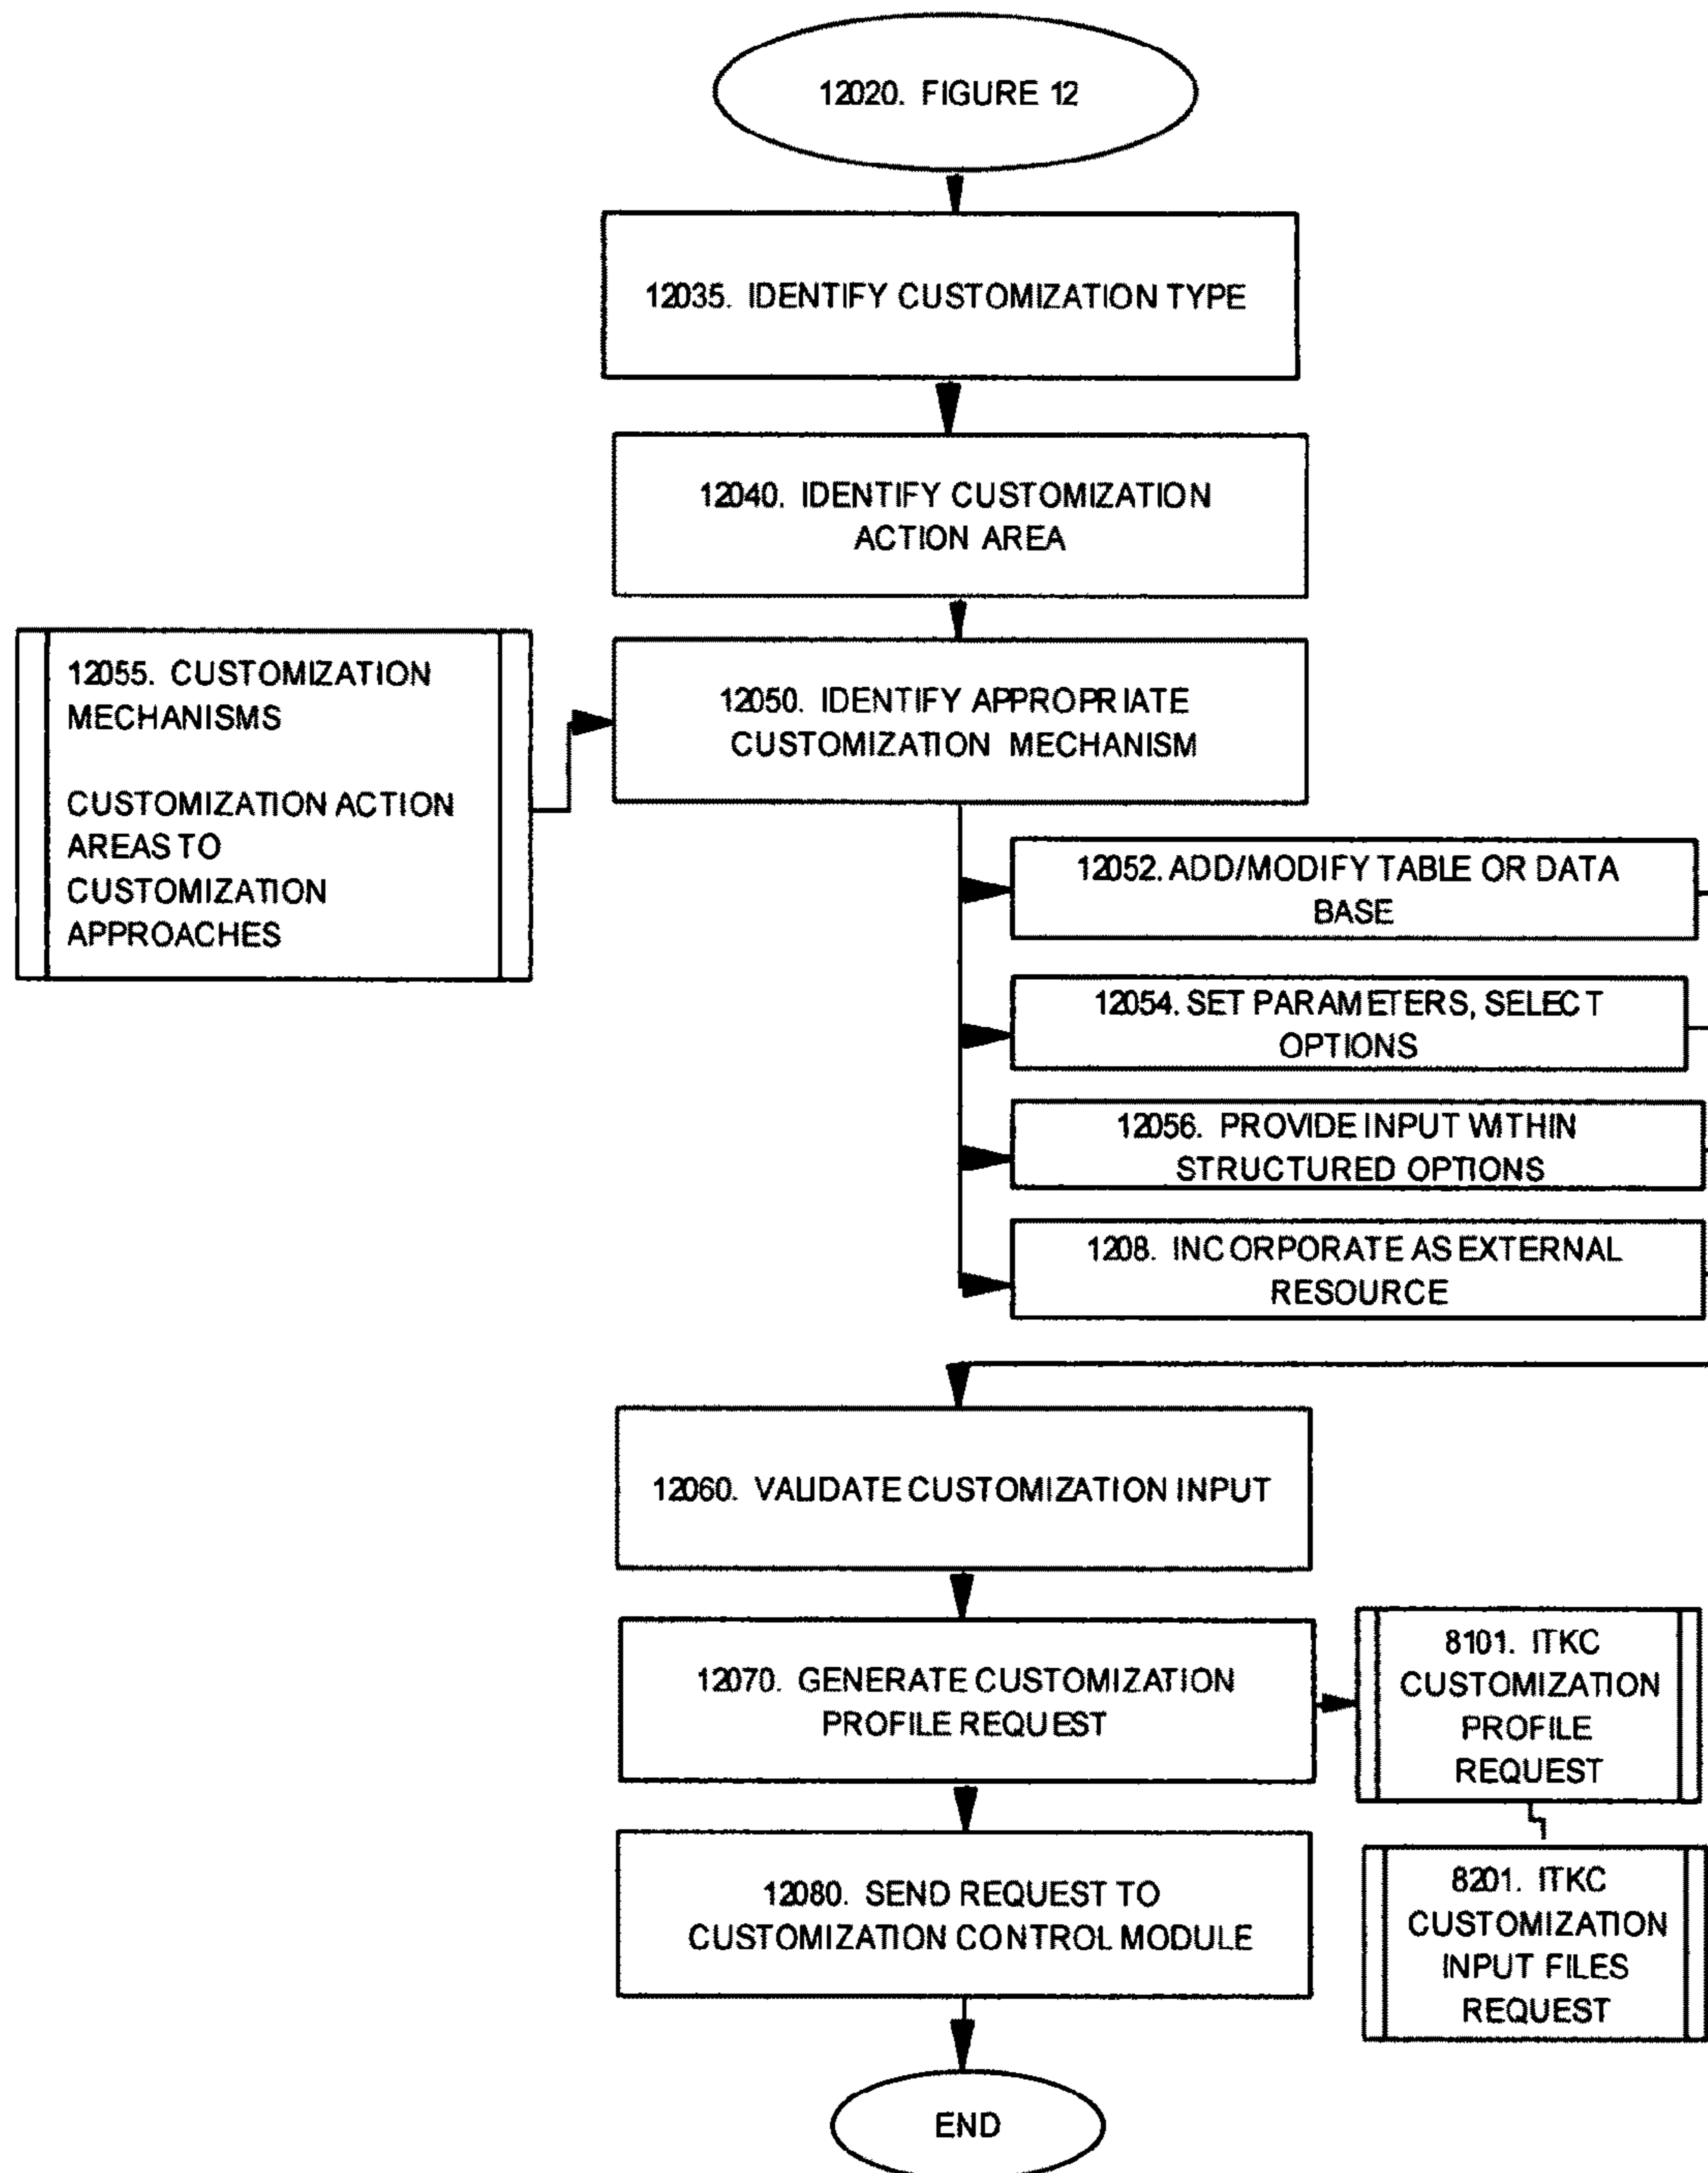 12020. FIGURE 12
12035. IDENTIFY CUSTOMIZATION TYPE
12040. IDENTIFY CUSTOMIZATION
ACTION AREA
12055. CUSTOMIZATION
MECHANISMS
CUSTOMIZATION ACTION
AREAS TO
CUSTOMIZATION
APPROACHES
12050. IDENTIFY APPROPRIATE
CUSTOMIZATION MECHANISM
12052. ADD/MODIFY TABLE OR DATA
BASE
12054. SET PARAMETERS, SELECT
OPTIONS
12056. PROVIDE INPUT WITHIN
STRUCTURED OPTIONS
1208. INCORPORATE AS EXTERNAL
RESOURCE
12060. VALIDATE CUSTOMIZATION INPUT
12070. GENERATE CUSTOMIZATION
PROFILE REQUEST
8101. ITKC
CUSTOMIZATION
PROFILE
REQUEST
12080. SEND REQUEST TO
CUSTOMIZATION CONTROL MODULE
8201. ITKC
CUSTOMIZATION
INPUT FILES
REQUEST
END